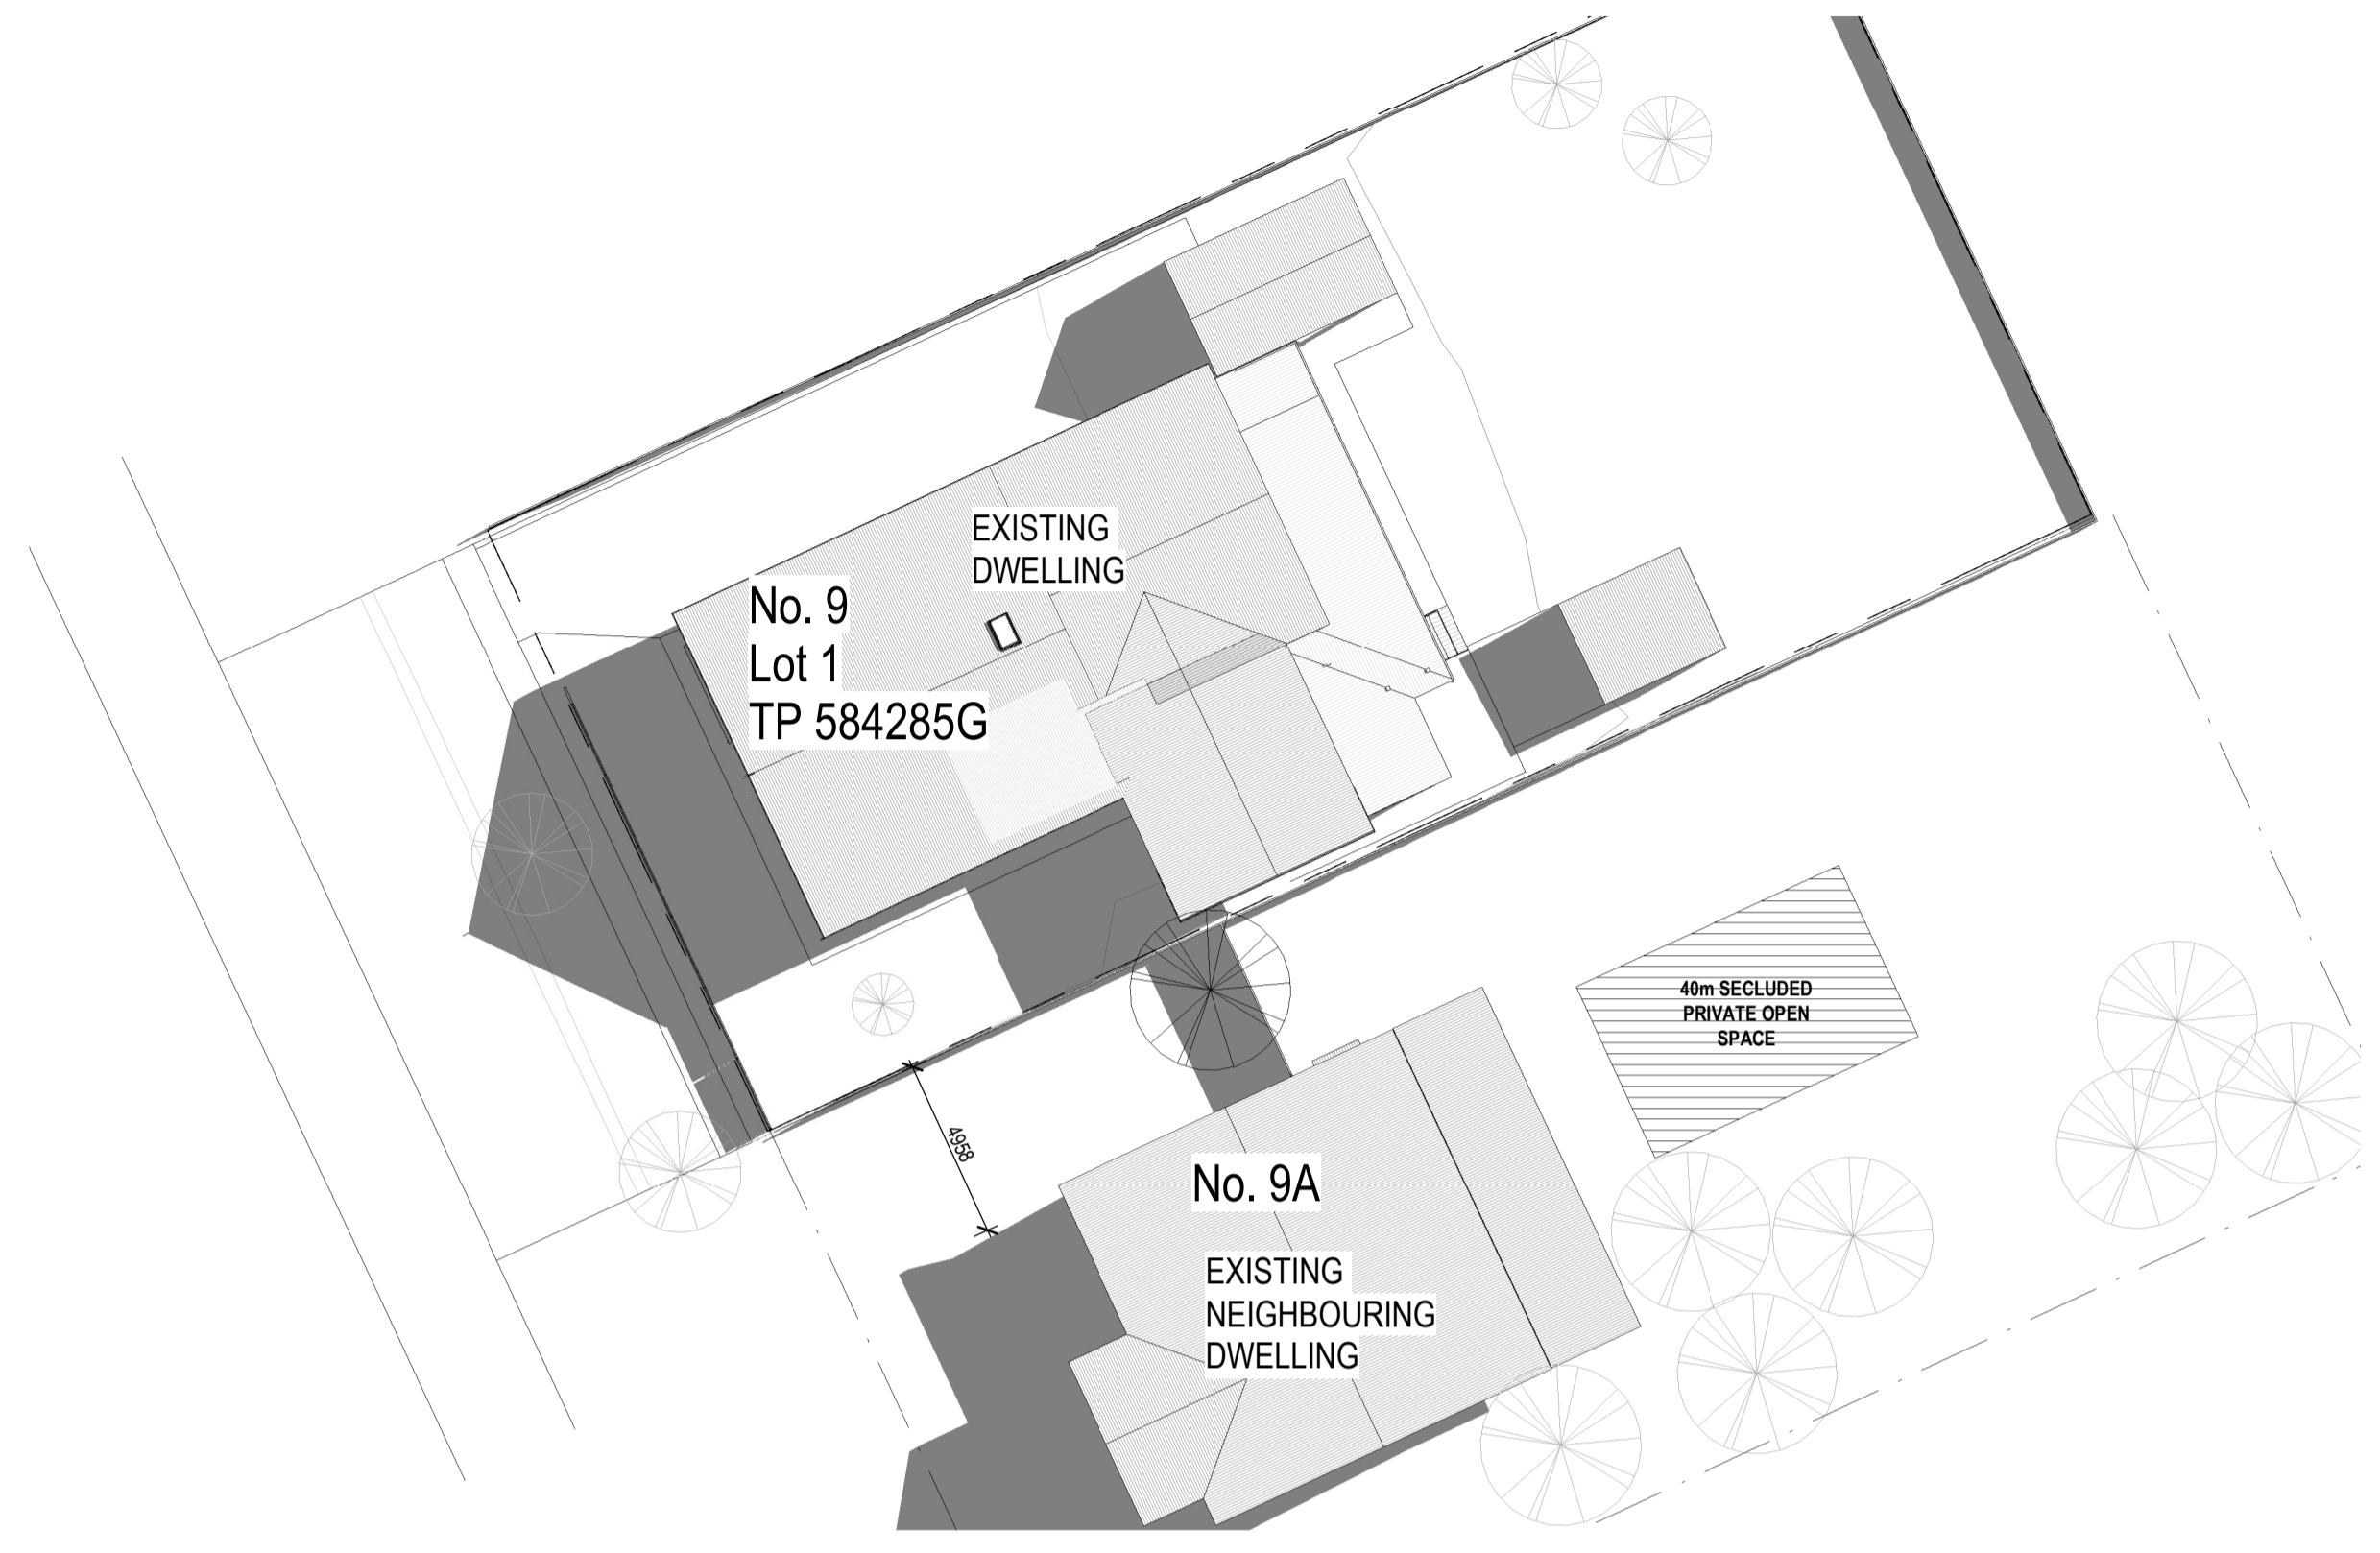 EXISTING
DWELLING
No. 9
Lot 1
TP 584285G
40m SECLUDED
PRIVATE OPEN
SPACE
4958
No. 9A
EXISTING
NEIGHBOURING
DWELLING